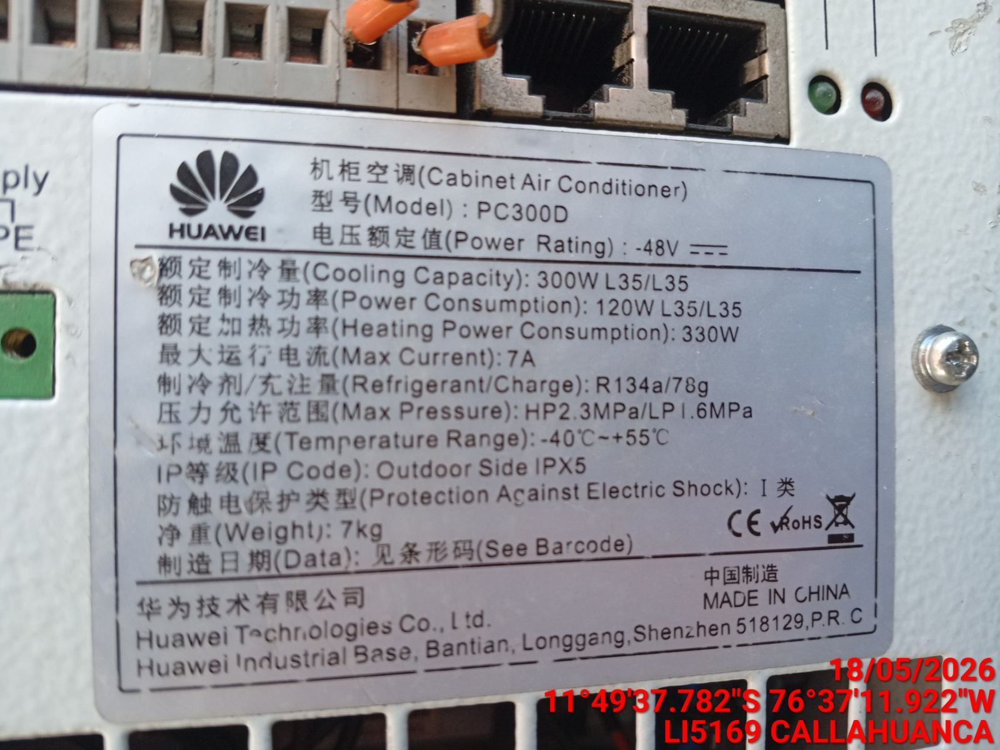 ply
PE
HUAWEI
机柜空调(Cabinet Air Conditioner)
型号(Model) : PC300D
电压额定值(Power Rating) : -48V
额定制冷量(Cooling Capacity): 300W L35/L35
额定制冷功率(Power Consumption): 120W L35/L35
额定加热功率(Heating Power Consumption): 330W
最大运行电流(Max Current): 7A
制冷剂/充注量(Refrigerant/Charge): R134a/78g
压力允许范围(Max Pressure): HP2.3MPa/LP1.6MPa
环境温度(Temperature Range): -40℃~+55℃
IP等级(IP Code): Outdoor Side IPX5
防触电保护类型(Protection Against Electric Shock): I 类
净重(Weight): 7kg
CE RoHS
制造日期(Data): 见条形码(See Barcode)
华为技术有限公司
Huawei Technologies Co., Ltd.
Huawei Industrial Base, Bantian, Longgang, Shenzhen 518129, P.R. C
中国制造
MADE IN CHINA
18/05/2026
11°49'37.782"S 76°37'11.922"W
LI5169 CALLAHUANCA